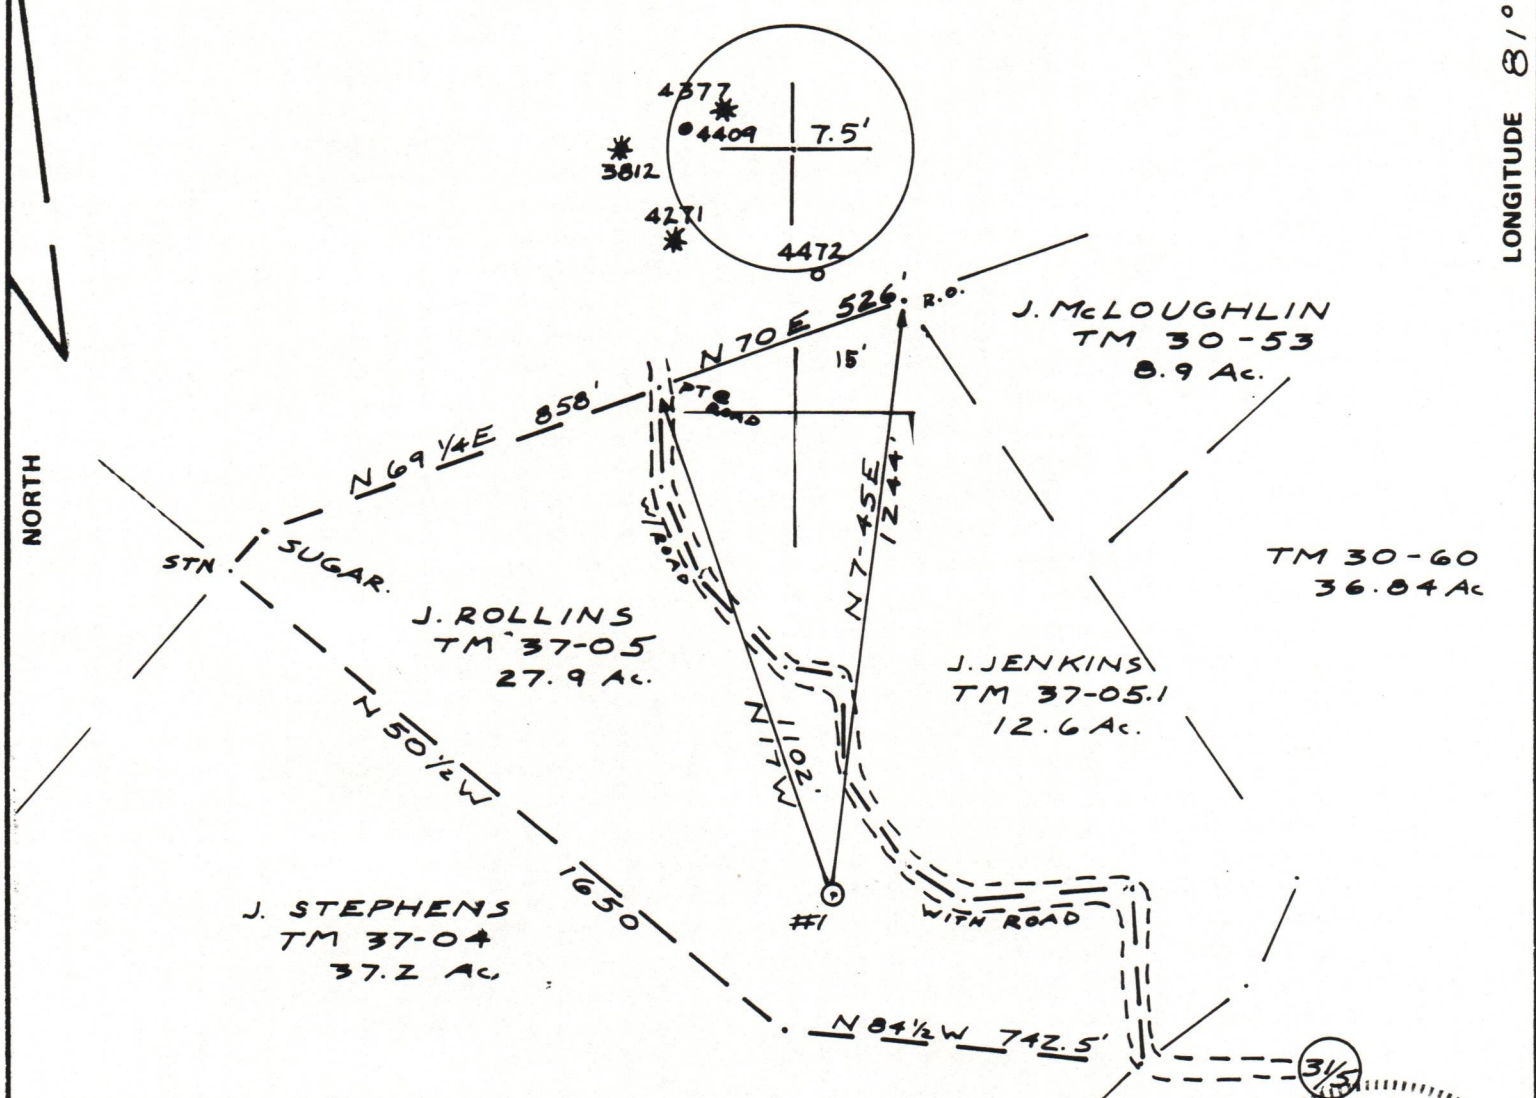 LONGITUDE 81°
4377
4409
7.5'
3812
4271
4472
N 70 E 526'
R.O.
15'
J. McLOUGHLIN
TM 30-53
8.9 Ac.
PT @
ROAD
N 69 1/4 E 858'
NORTH
N 7-45E
1244'
W/ROAD
STN
SUGAR.
TM 30-60
36.84 Ac
J. ROLLINS
TM 37-05
27.9 Ac.
J. JENKINS
TM 37-05.1
12.6 Ac.
N 17 W
1102'
N 50 1/2 W
1650
J. STEPHENS
TM 37-04
37.2 Ac.
#1
WITH ROAD
N 84 1/2 W 742.5'
31/5